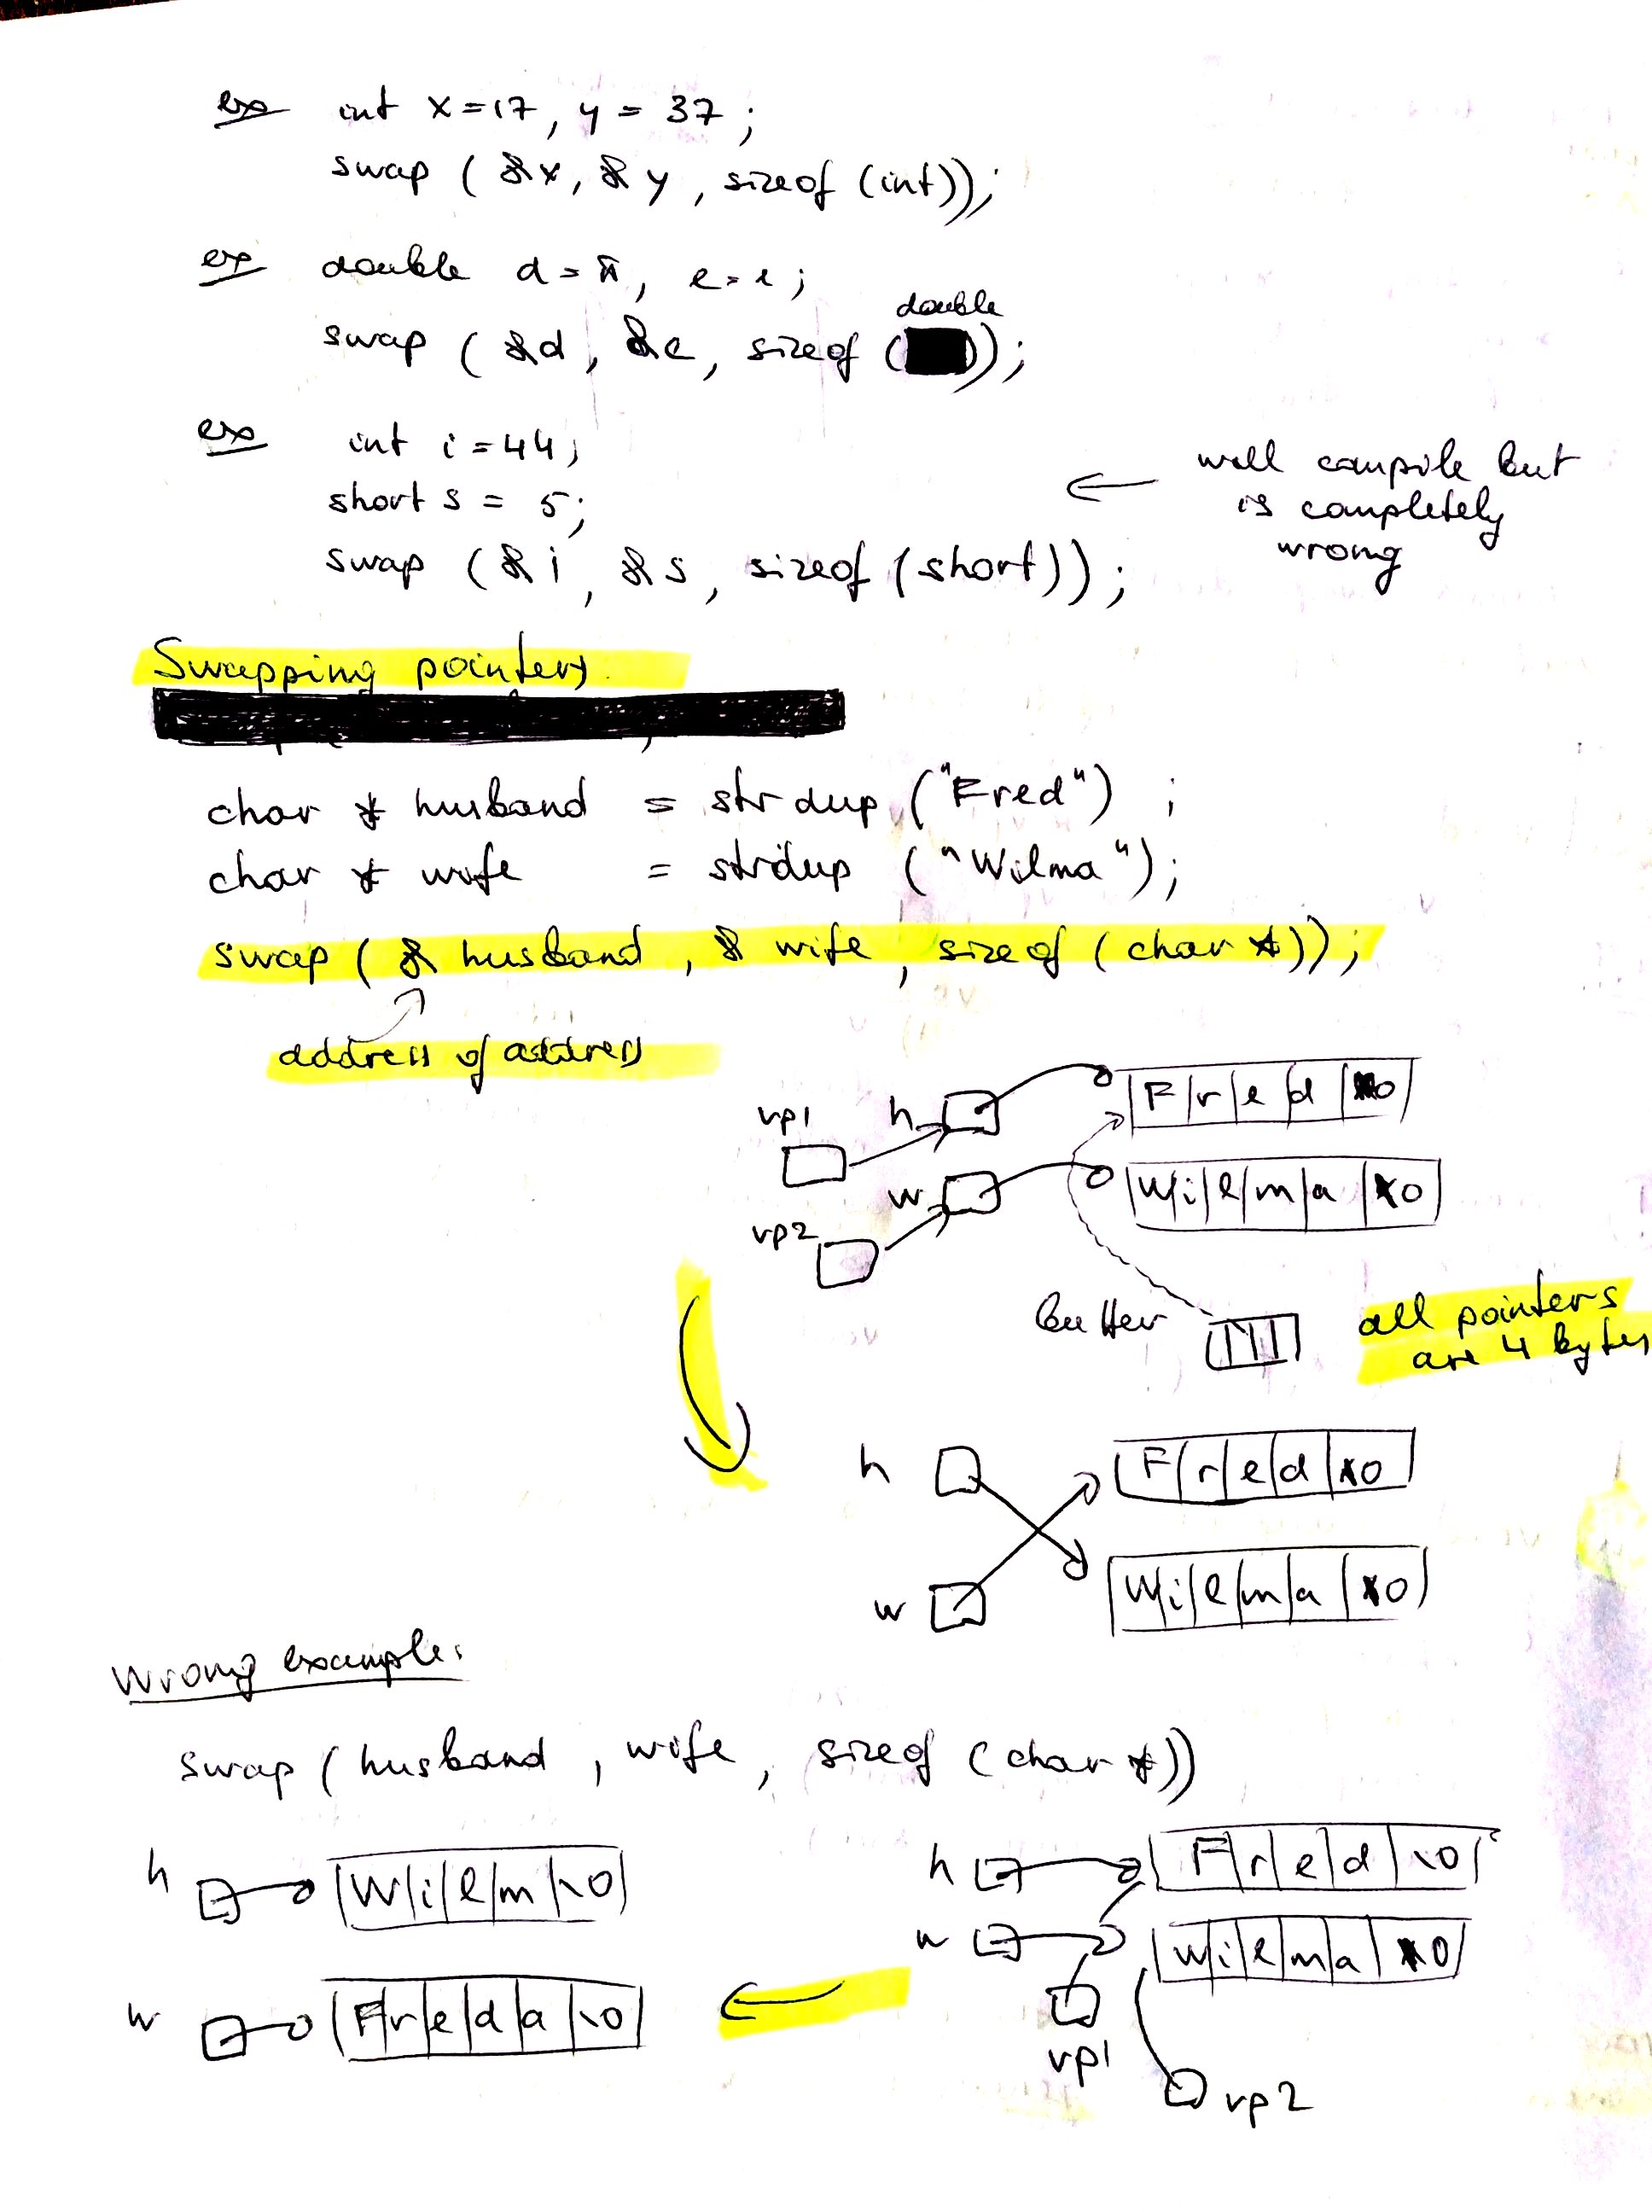 ex int x=17, y = 37;
swap ( &x, & y, sizeof (int));
ex double d=π, e=e;
double
swap ( &d, &e, sizeof ( ));
ex int i=44;
short s = 5;
swap (&i, &s, sizeof (short));
← will compile but
is completely
wrong
Swapping pointers
char * husband = strdup ("Fred") ;
char * wife = strdup ("Wilma");
swap ( & husband , & wife , sizeof ( char *));
address of address
vp1 h F r e d \0
vp2 w W i l m a \0
buffer
all pointers
are 4 bytes
h F r e d \0
w W i l m a \0
Wrong example:
swap ( husband , wife, sizeof ( char *))
h W i l m \0
w F r e d a \0
h F r e d \0
w W i l m a \0
vp1
vp2